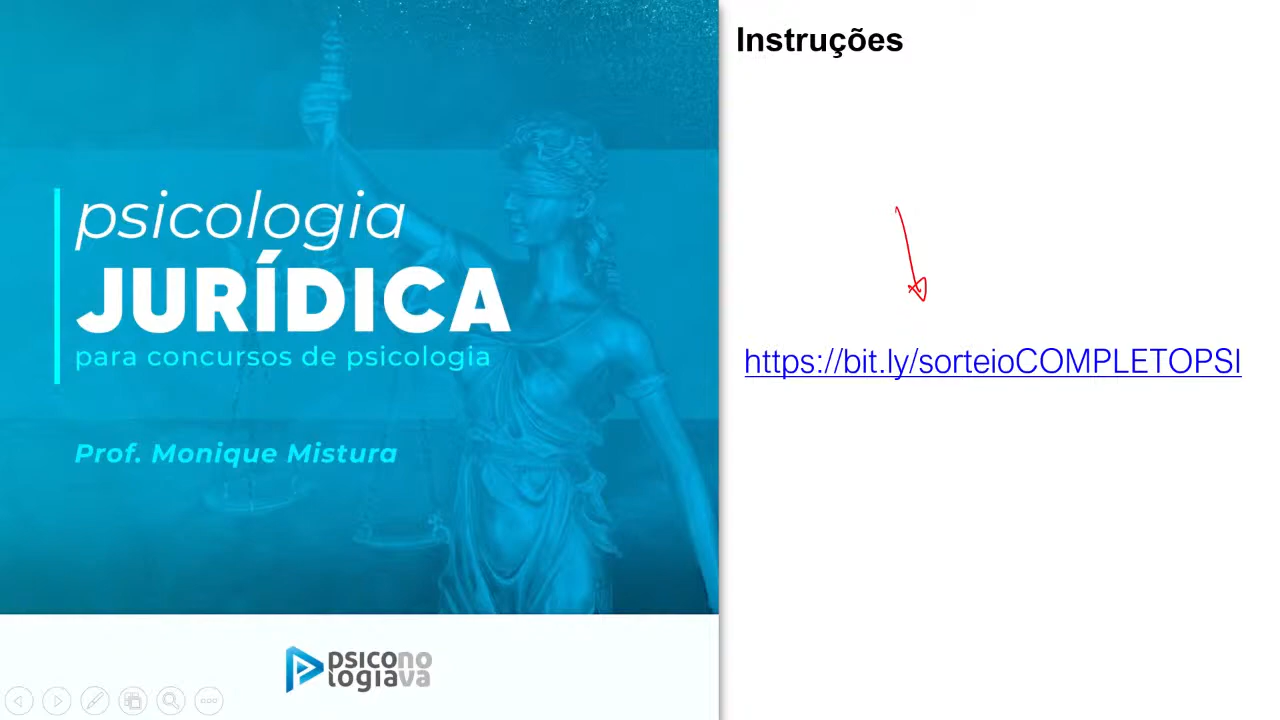 psicologia
JURÍDICA
para concursos de psicologia
Prof. Monique Mistura
psicono
logiava
Instruções
https://bit.ly/sorteioCOMPLETOPSI